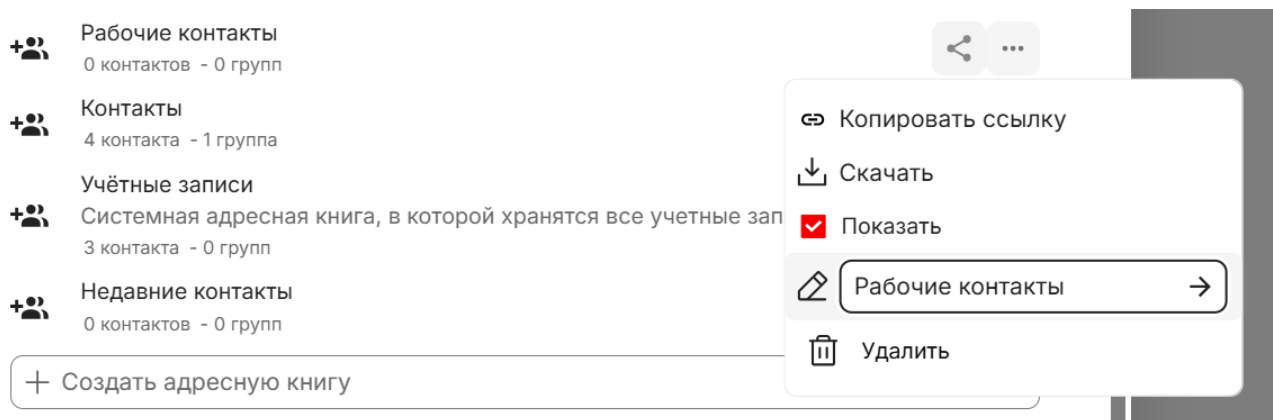 Рабочие контакты
0 контактов - 0 групп
Контакты
4 контакта - 1 группа
Учётные записи
Системная адресная книга, в которой хранятся все учетные зап
3 контакта - 0 групп
Недавние контакты
0 контактов - 0 групп
Создать адресную книгу
Копировать ссылку
Скачать
Показать
Рабочие контакты
Удалить